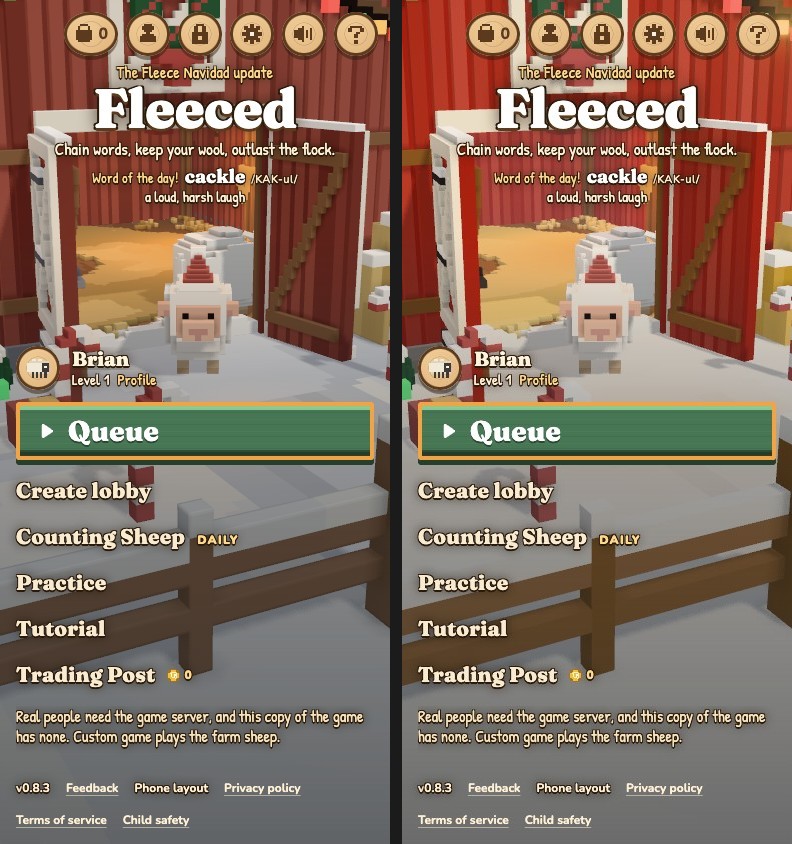 0
The Fleece Navidad update
Fleeced
Chain words, keep your wool, outlast the flock.
Word of the day! cackle /KAK-ul/
a loud, harsh laugh
Brian
Level 1 Profile
Queue
Create lobby
Counting Sheep DAILY
Practice
Tutorial
Trading Post 0
Real people need the game server, and this copy of the game
has none. Custom game plays the farm sheep.
v0.8.3 Feedback Phone layout Privacy policy
Terms of service Child safety
0
The Fleece Navidad update
Fleeced
Chain words, keep your wool, outlast the flock.
Word of the day! cackle /KAK-ul/
a loud, harsh laugh
Brian
Level 1 Profile
Queue
Create lobby
Counting Sheep DAILY
Practice
Tutorial
Trading Post 0
Real people need the game server, and this copy of the game
has none. Custom game plays the farm sheep.
v0.8.3 Feedback Phone layout Privacy policy
Terms of service Child safety